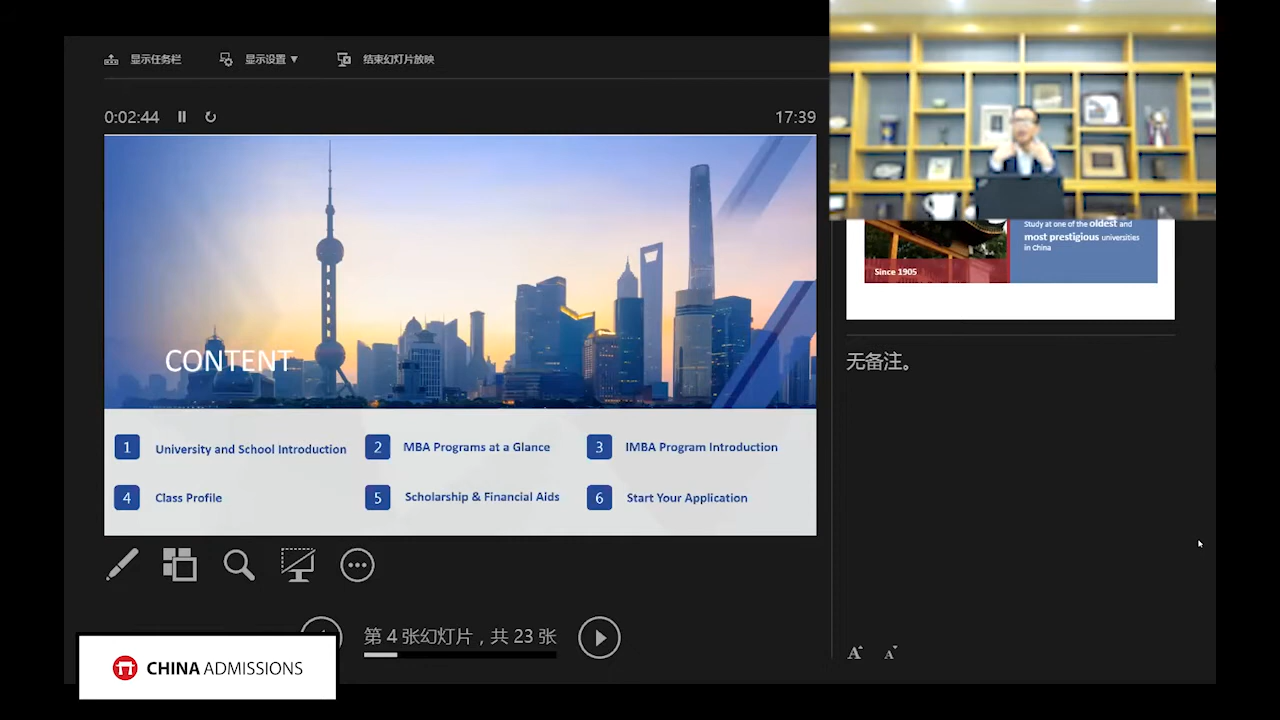 显示任务栏 显示设置 ▼ 结束幻灯片放映
0:02:44 17:39
CONTENT
1 University and School Introduction 2 MBA Programs at a Glance 3 IMBA Program Introduction
4 Class Profile 5 Scholarship & Financial Aids 6 Start Your Application
第 4 张幻灯片，共 23 张
CHINA ADMISSIONS
Study at one of the oldest and
most prestigious universities
in China
Since 1905
无备注。
A A